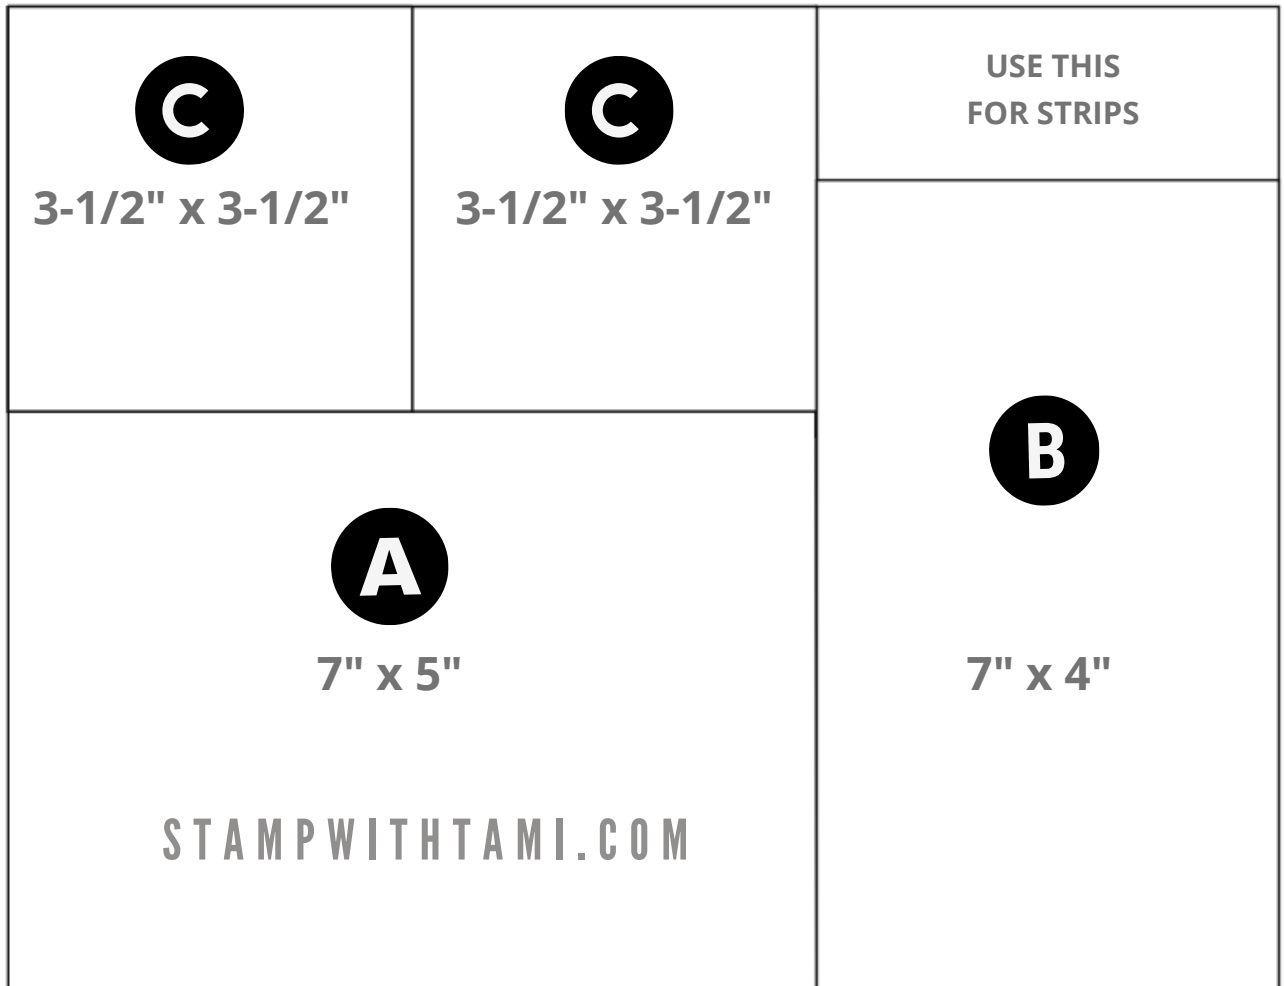 C
3-1/2" x 3-1/2"
C
3-1/2" x 3-1/2"
USE THIS
FOR STRIPS
A
7" x 5"
B
7" x 4"
STAMPWITHTAMI.COM